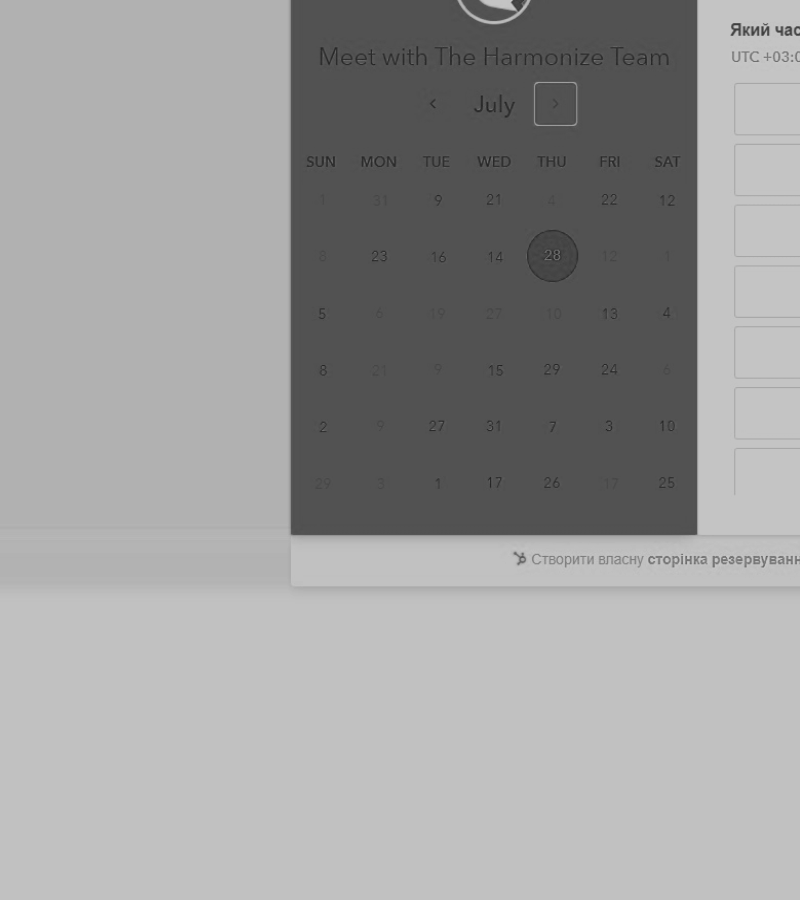 Meet with The Harmonize Team
Який час
UTC +03:0
July
SUN MON TUE WED THU FRI SAT
1 31 9 21 4 22 12
8 23 16 14 28 12 1
5 6 19 27 10 13 4
8 21 9 15 29 24 6
2 9 27 31 7 3 10
29 3 1 17 26 17 25
Створити власну сторінка резервуванн